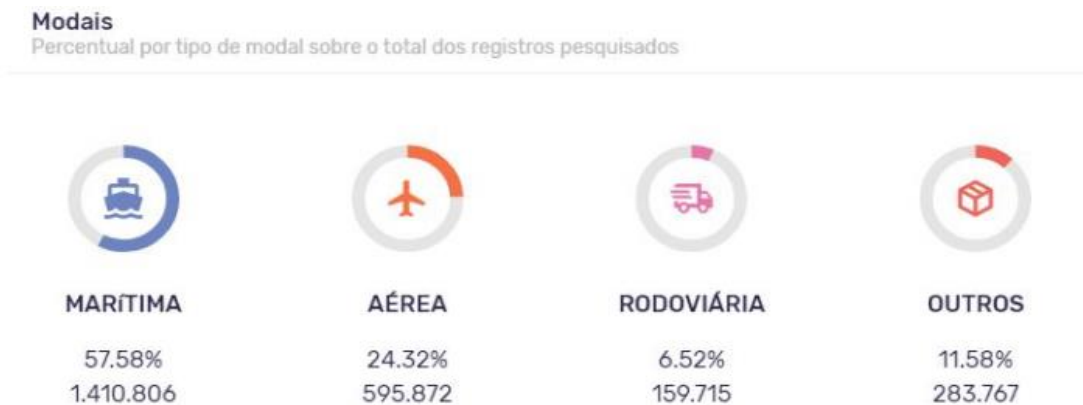 Modais
Percentual por tipo de modal sobre o total dos registros pesquisados
MARíTIMA
57.58%
1.410.806
AÉREA
24.32%
595.872
RODOVIÁRIA
6.52%
159.715
OUTROS
11.58%
283.767